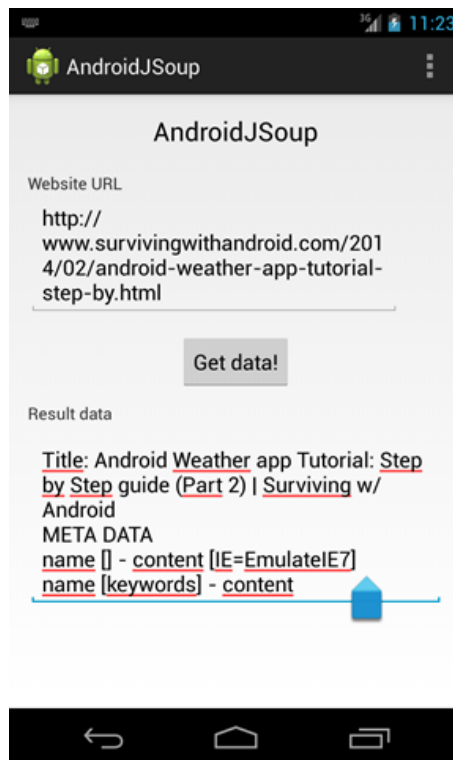 3G 11:23
AndroidJSoup
AndroidJSoup
Website URL
http://
www.survivingwithandroid.com/201
4/02/android-weather-app-tutorial-
step-by.html
Get data!
Result data
Title: Android Weather app Tutorial: Step
by Step guide (Part 2) | Surviving w/
Android
META DATA
name [] - content [IE=EmulateIE7]
name [keywords] - content